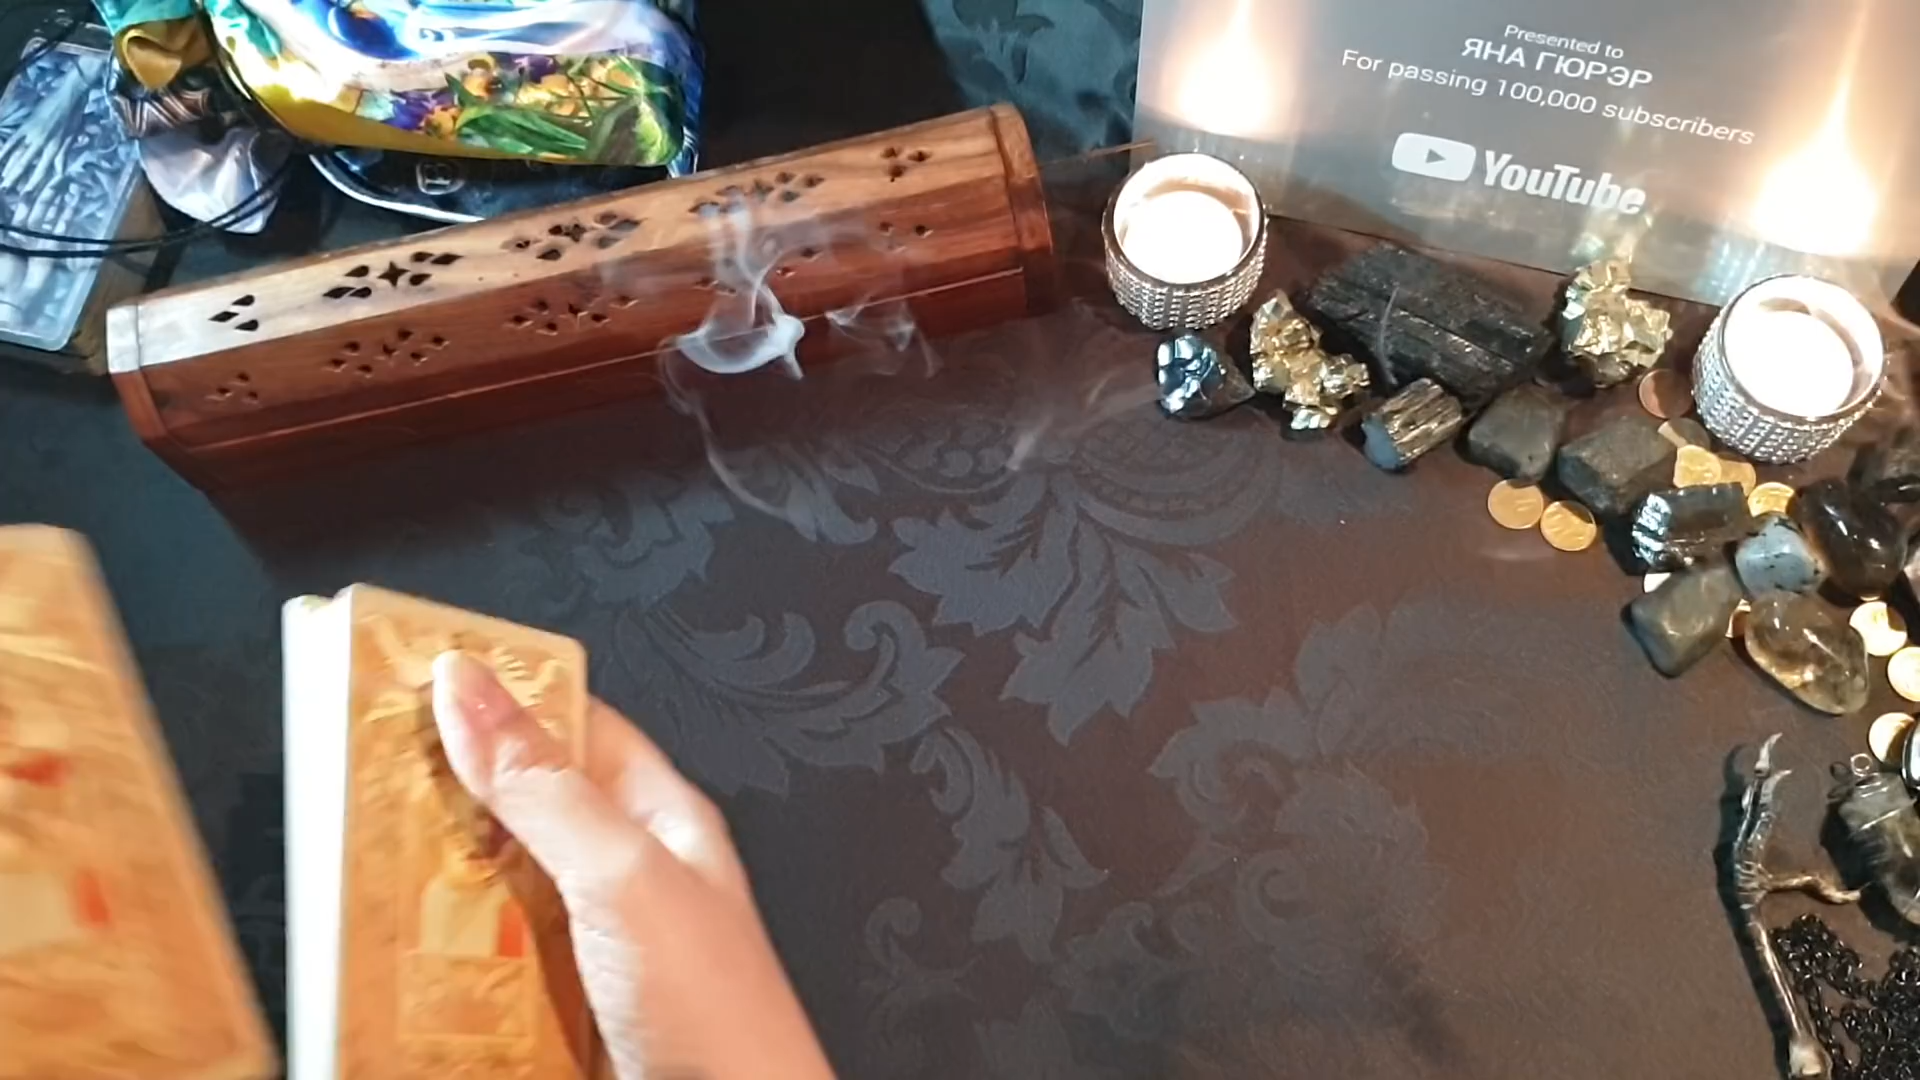 Presented to
ЯНА ГЮРЭР
For passing 100,000 subscribers
YouTube